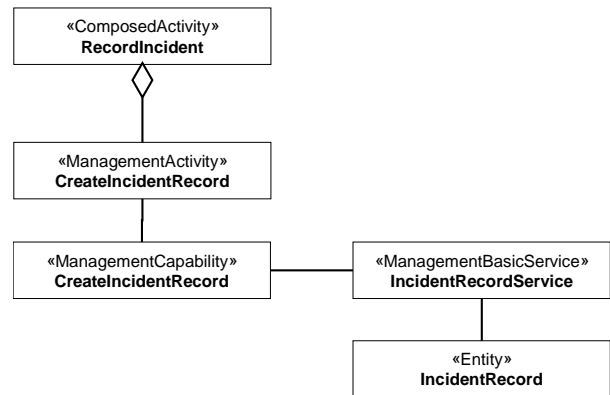 «ComposedActivity»
RecordIncident
«ManagementActivity»
CreateIncidentRecord
«ManagementCapability»
CreateIncidentRecord
«ManagementBasicService»
IncidentRecordService
«Entity»
IncidentRecord